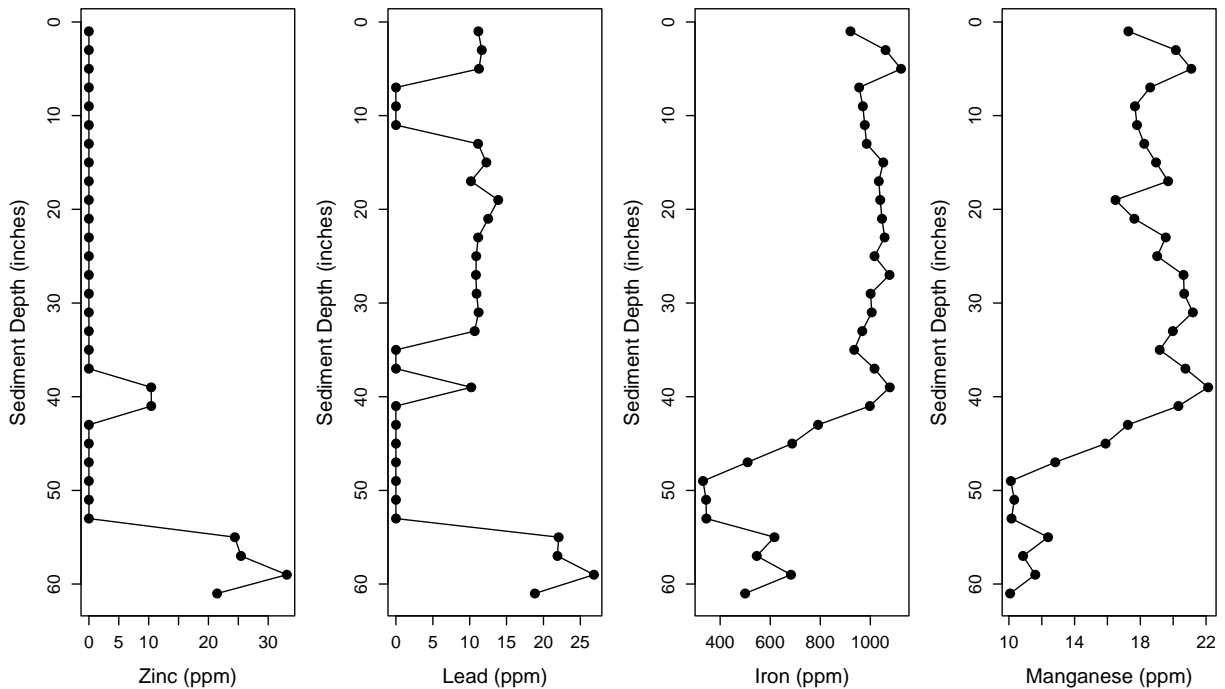 0
10
20
30
40
50
60
Sediment Depth (inches)
0 5 10 20 30
Zinc (ppm)
0
10
20
30
40
50
60
Sediment Depth (inches)
0 5 10 15 20 25
Lead (ppm)
0
10
20
30
40
50
60
Sediment Depth (inches)
400 600 800 1000
Iron (ppm)
0
10
20
30
40
50
60
Sediment Depth (inches)
10 14 18 22
Manganese (ppm)